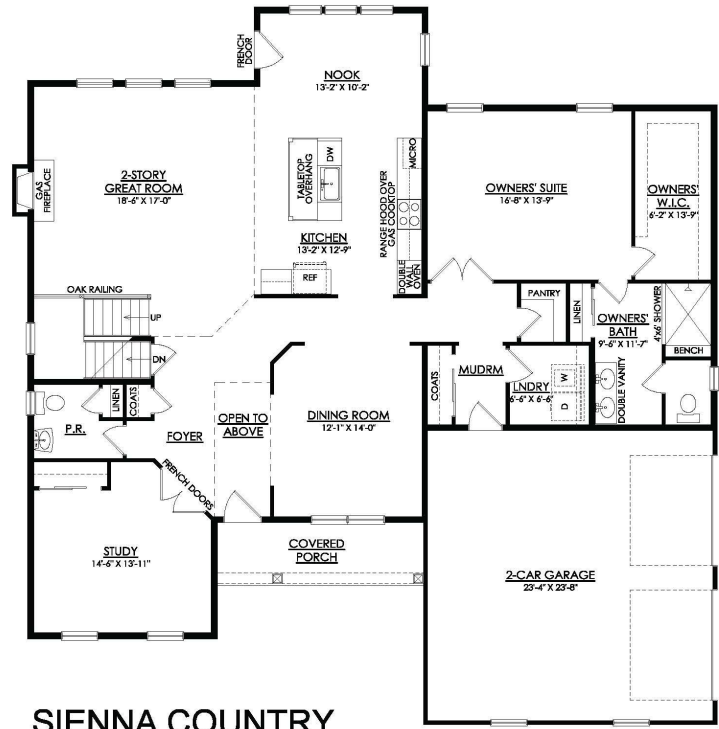 FRENCH
DOOR
NOOK
13'-2" X 10'-2"
2-STORY
GREAT ROOM
18'-6" X 17'-0"
GAS
FIREPLACE
TABLETOP
OVERHANG
DW
MICRO
RANGE HOOD OVER
GAS COOKTOP
KITCHEN
13'-2" X 12'-9"
REF
DOUBLE
WALL
OVEN
OWNERS' SUITE
16'-8" X 13'-9"
OWNERS'
W.I.C.
6'-2" X 13'-9"
OAK RAILING
UP
DN
PANTRY
LINEN
OWNERS'
BATH
9'-6" X 11'-7"
4'x6' SHOWER
BENCH
DOUBLE VANITY
COATS
MUDRM
LNDRY
6'-6" X 6'-6"
W
D
LINEN
COATS
P.R.
FOYER
OPEN TO
ABOVE
DINING ROOM
12'-1" X 14'-0"
FRENCH DOORS
STUDY
14'-6" X 13'-11"
COVERED
PORCH
2-CAR GARAGE
23'-4" X 23'-8"
SIENNA COUNTRY